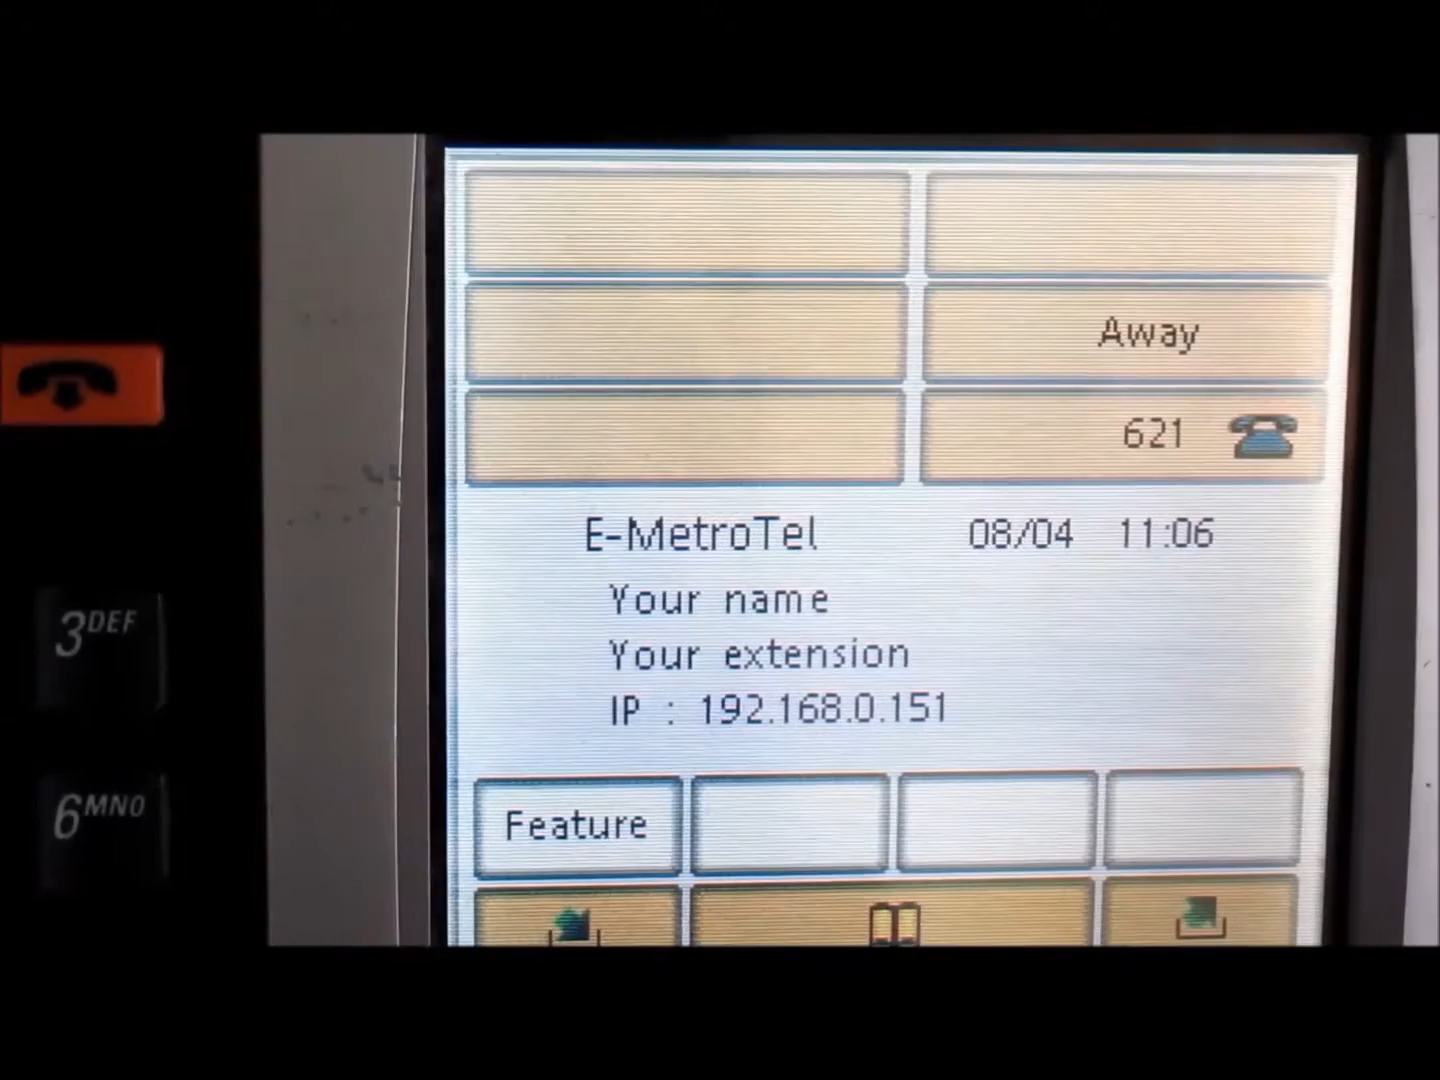 Away
621
E-MetroTel 08/04 11:06
Your name
Your extension
IP : 192.168.0.151
3DEF
Feature
6MNO